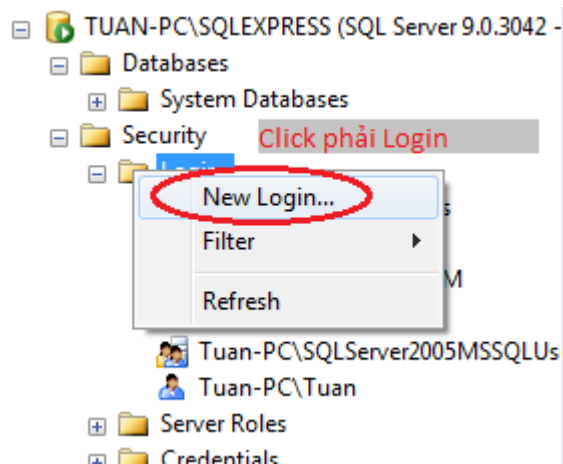 TUAN-PC\SQLEXPRESS (SQL Server 9.0.3042 -
Databases
System Databases
Security Click phải Login
New Login...
Filter
Refresh
Tuan-PC\SQLServer2005MSSQLUs
Tuan-PC\Tuan
Server Roles
Credentials